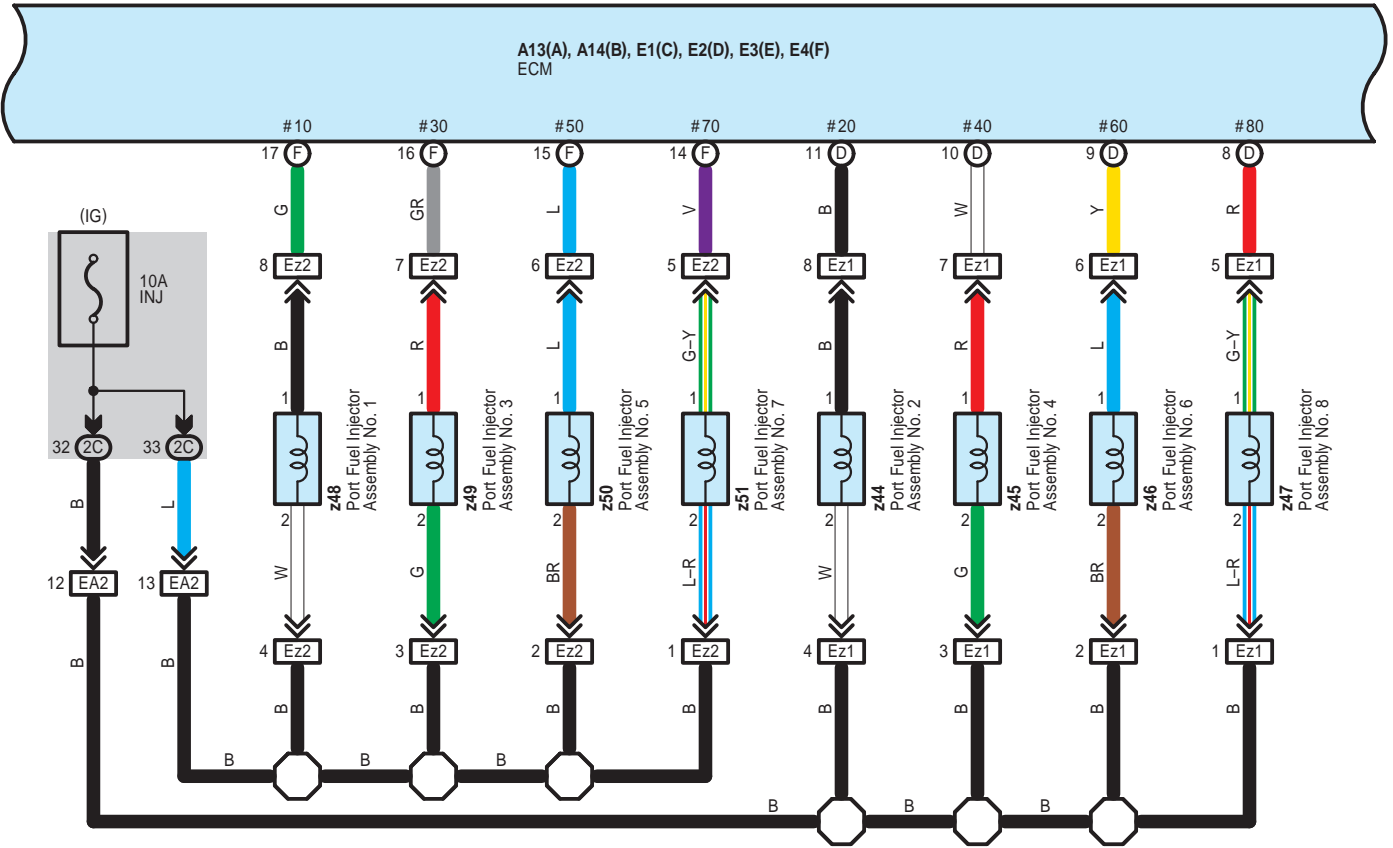 A13(A), A14(B), E1(C), E2(D), E3(E), E4(F)
ECM
#10 #30 #50 #70 #20 #40 #60 #80
17 F 16 F 15 F 14 F 11 D 10 D 9 D 8 D
G GR L V B W Y R
(IG)
8 Ez2 7 Ez2 6 Ez2 5 Ez2 8 Ez1 7 Ez1 6 Ez1 5 Ez1
10A
INJ
B R L G–Y B R L G–Y
1 1 1 1 1 1 1 1
32 2C 33 2C
z48
Port Fuel Injector
Assembly No. 1
z49
Port Fuel Injector
Assembly No. 3
z50
Port Fuel Injector
Assembly No. 5
z51
Port Fuel Injector
Assembly No. 7
z44
Port Fuel Injector
Assembly No. 2
z45
Port Fuel Injector
Assembly No. 4
z46
Port Fuel Injector
Assembly No. 6
z47
Port Fuel Injector
Assembly No. 8
B L
2 2 2 2 2 2 2 2
W G BR L–R W G BR L–R
12 EA2 13 EA2
4 Ez2 3 Ez2 2 Ez2 1 Ez2 4 Ez1 3 Ez1 2 Ez1 1 Ez1
B B
B B B B B B B B
B B B
B B B